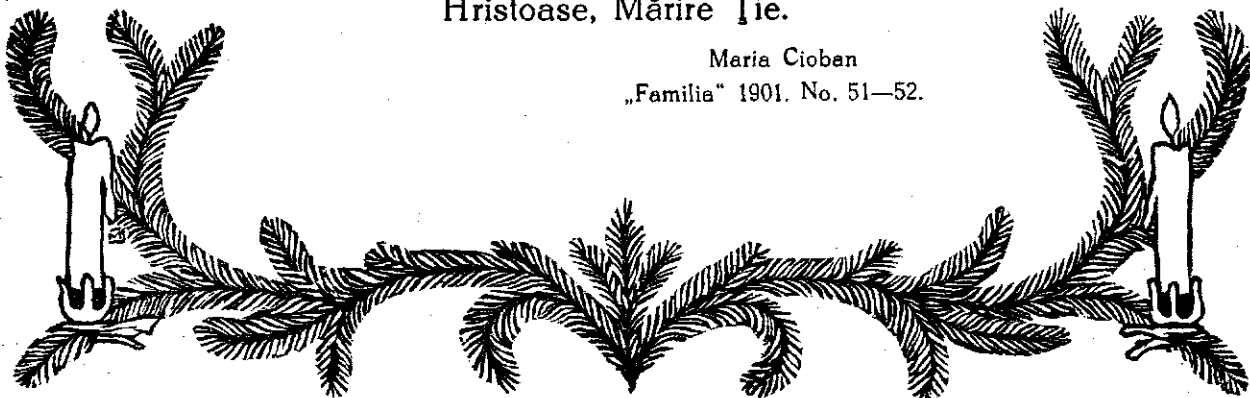 Hristoase, Mărire Ţie.
Maria Cioban
„Familia“ 1901. No. 51—52.